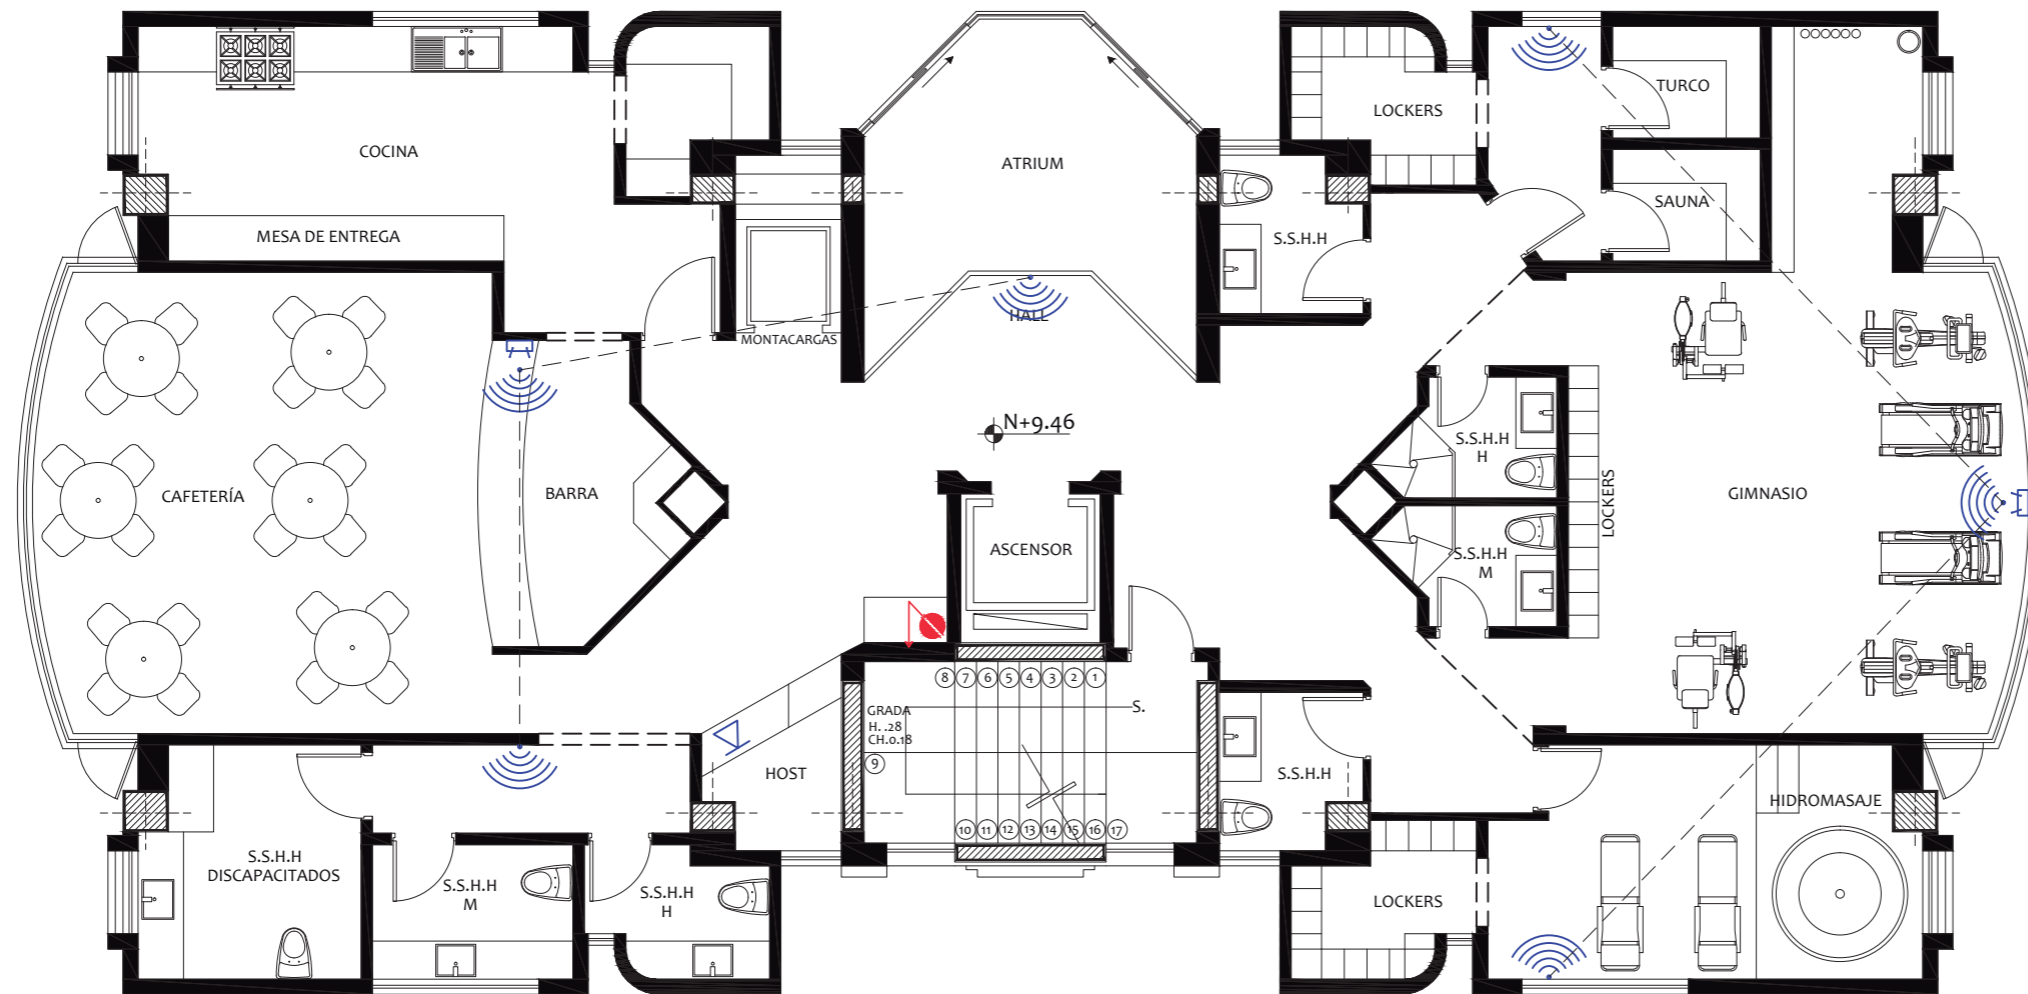 COCINA
MESA DE ENTREGA
MONTACARGAS
ATRIUM
HALL
LOCKERS
TURCO
SAUNA
S.S.H.H
N+9.46
CAFETERÍA
BARRA
ASCENSOR
S.S.H.H
H
S.S.H.H
M
LOCKERS
GIMNASIO
8 7 6 5 4 3 2 1
GRADA
H. .28
CH.0.18
S.
9
10 11 12 13 14 15 16 17
HOST
S.S.H.H
HIDROMASAJE
S.S.H.H
DISCAPACITADOS
S.S.H.H
M
S.S.H.H
H
LOCKERS